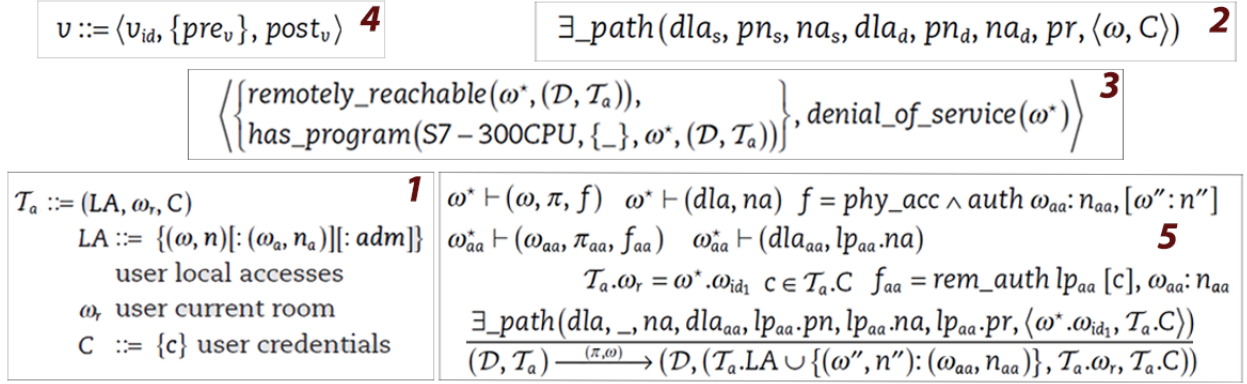 υ ::= ⟨υ_id, {pre_υ}, post_υ⟩ 4
∃_path(dla_s, pn_s, na_s, dla_d, pn_d, na_d, pr, ⟨ω, C⟩) 2
⟨{remotely_reachable(ω*, (𝒟, 𝒯_a)),
has_program(S7 – 300CPU, {_}, ω*, (𝒟, 𝒯_a))}, denial_of_service(ω*)⟩ 3
𝒯_a ::= (LA, ω_r, C) 1
LA ::= {(ω, n)[: (ω_a, n_a)][: adm]}
user local accesses
ω_r user current room
C ::= {c} user credentials
ω* ⊢ (ω, π, f) ω* ⊢ (dla, na) f = phy_acc ∧ auth ω_aa: n_aa, [ω'': n'']
ω*_aa ⊢ (ω_aa, π_aa, f_aa) ω*_aa ⊢ (dla_aa, lp_aa.na) 5
𝒯_a.ω_r = ω*.ω_id₁ c ∈ 𝒯_a.C f_aa = rem_auth lp_aa [c], ω_aa: n_aa
∃_path(dla, _, na, dla_aa, lp_aa.pn, lp_aa.na, lp_aa.pr, ⟨ω*.ω_id₁, 𝒯_a.C⟩)
(𝒟, 𝒯_a) —(π,ω)→ (𝒟, (𝒯_a.LA ∪ {(ω'', n''): (ω_aa, n_aa)}, 𝒯_a.ω_r, 𝒯_a.C))